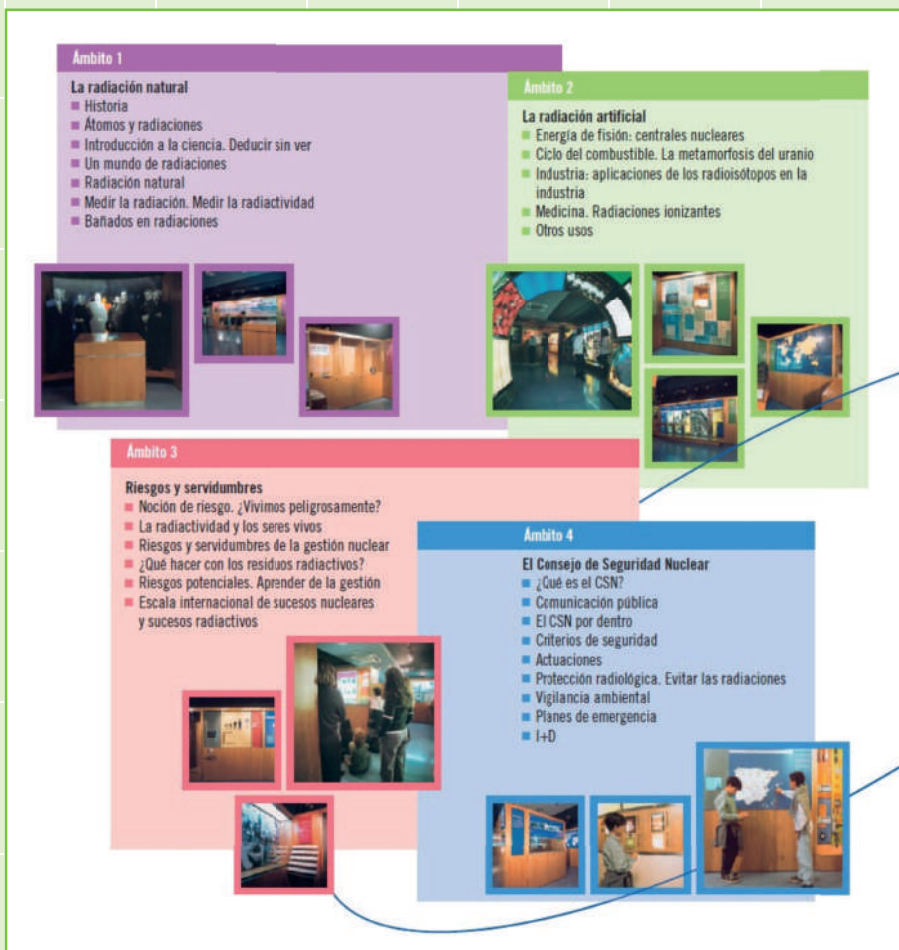 Ámbito 1
La radiación natural
Historia
Átomos y radiaciones
Introducción a la ciencia. Deducir sin ver
Un mundo de radiaciones
Radiación natural
Medir la radiación. Medir la radiactividad
Bañados en radiaciones
Ámbito 2
La radiación artificial
Energía de fisión: centrales nucleares
Ciclo del combustible. La metamorfosis del uranio
Industria: aplicaciones de los radioisótopos en la
industria
Medicina. Radiaciones ionizantes
Otros usos
Ámbito 3
Riesgos y servidumbres
Noción de riesgo. ¿Vivimos peligrosamente?
La radiactividad y los seres vivos
Riesgos y servidumbres de la gestión nuclear
¿Qué hacer con los residuos radiactivos?
Riesgos potenciales. Aprender de la gestión
Escala internacional de sucesos nucleares
y sucesos radiactivos
Ámbito 4
El Consejo de Seguridad Nuclear
¿Qué es el CSN?
Comunicación pública
El CSN por dentro
Criterios de seguridad
Actuaciones
Protección radiológica. Evitar las radiaciones
Vigilancia ambiental
Planes de emergencia
I+D